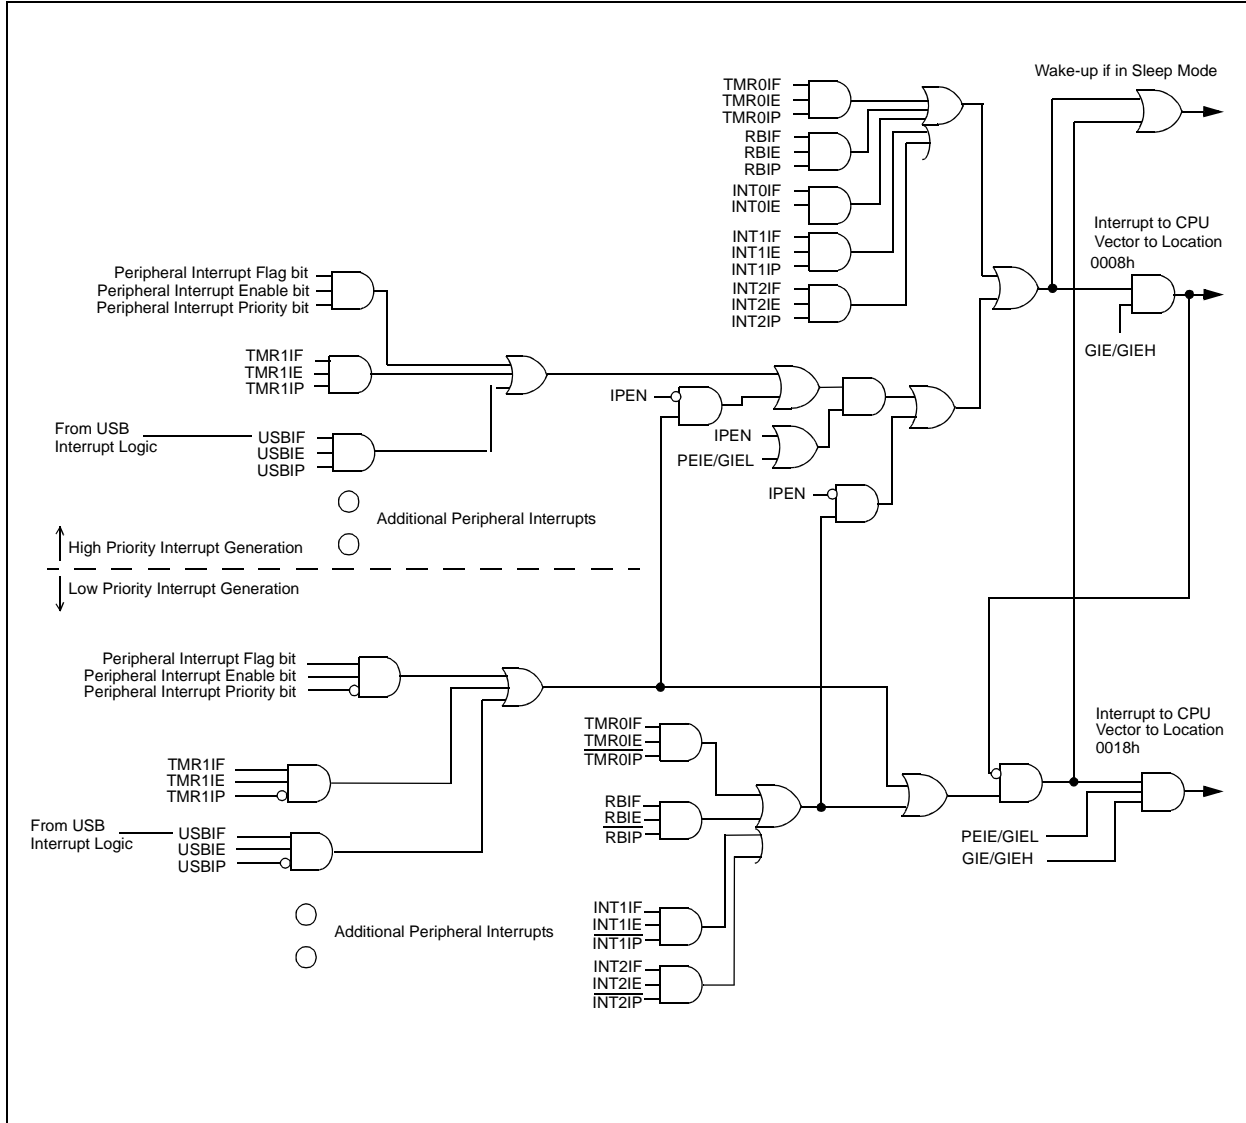 Wake-up if in Sleep Mode
TMR0IF
TMR0IE
TMR0IP
RBIF
RBIE
RBIP
INT0IF
INT0IE
INT1IF
INT1IE
INT1IP
INT2IF
INT2IE
INT2IP
Interrupt to CPU
Vector to Location
0008h
GIE/GIEH
Peripheral Interrupt Flag bit
Peripheral Interrupt Enable bit
Peripheral Interrupt Priority bit
TMR1IF
TMR1IE
TMR1IP
From USB
Interrupt Logic
USBIF
USBIE
USBIP
IPEN
IPEN
PEIE/GIEL
IPEN
Additional Peripheral Interrupts
High Priority Interrupt Generation
Low Priority Interrupt Generation
Peripheral Interrupt Flag bit
Peripheral Interrupt Enable bit
Peripheral Interrupt Priority bit
TMR1IF
TMR1IE
TMR1IP
From USB
Interrupt Logic
USBIF
USBIE
USBIP
Additional Peripheral Interrupts
TMR0IF
TMR0IE
TMR0IP
RBIF
RBIE
RBIP
INT1IF
INT1IE
INT1IP
INT2IF
INT2IE
INT2IP
Interrupt to CPU
Vector to Location
0018h
PEIE/GIEL
GIE/GIEH